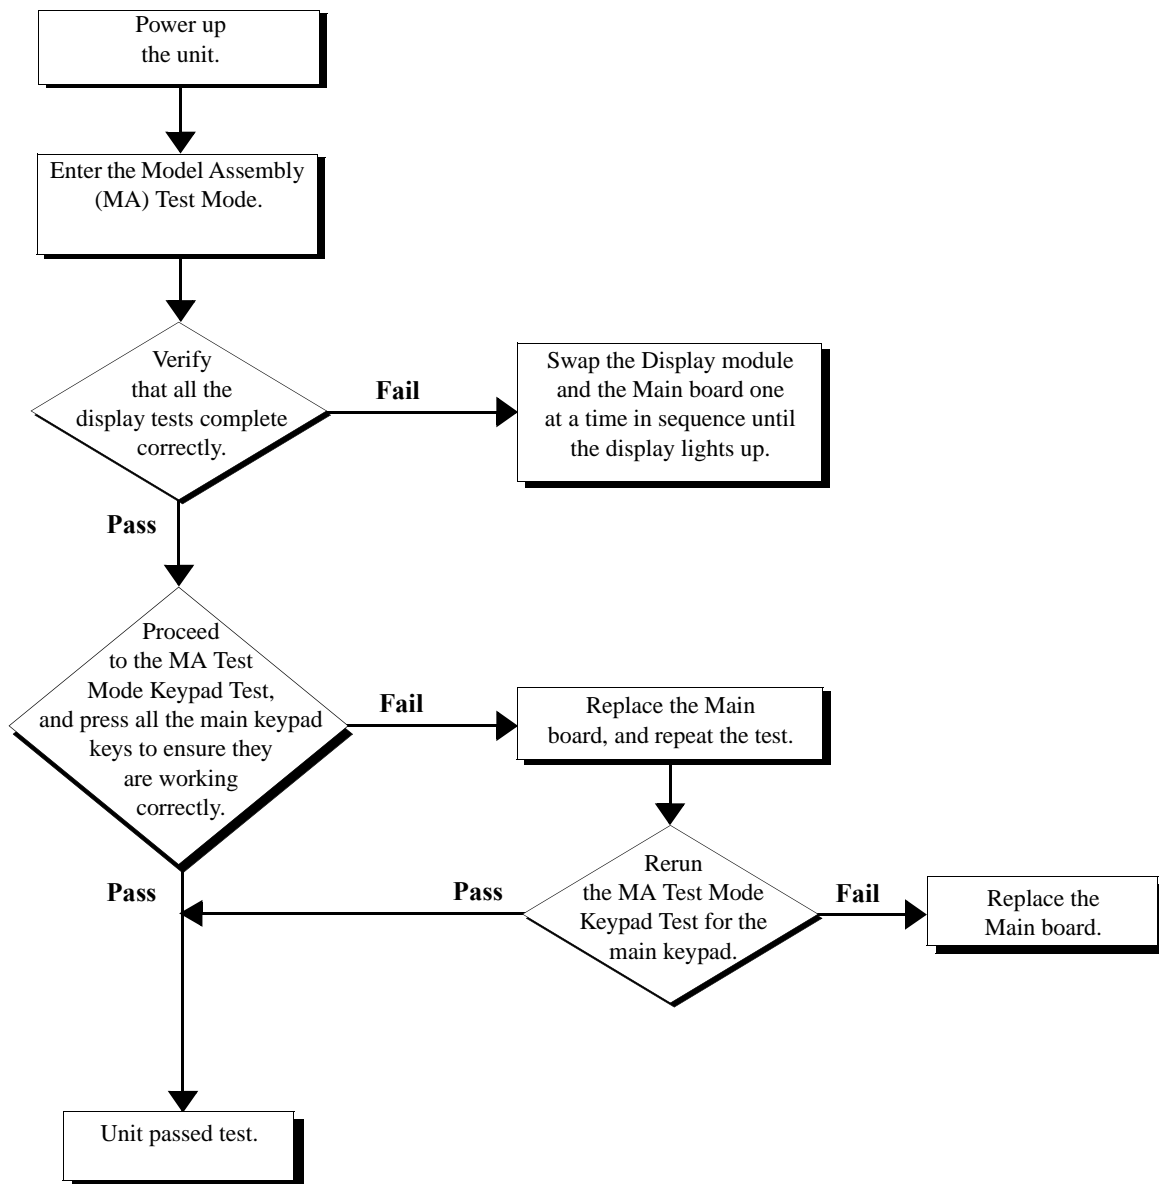 Power up
the unit.
Enter the Model Assembly
(MA) Test Mode.
Verify
that all the
display tests complete
correctly.
Fail
Swap the Display module
and the Main board one
at a time in sequence until
the display lights up.
Pass
Proceed
to the MA Test
Mode Keypad Test,
and press all the main keypad
keys to ensure they
are working
correctly.
Fail
Replace the Main
board, and repeat the test.
Pass
Pass
Rerun
the MA Test Mode
Keypad Test for the
main keypad.
Fail
Replace the
Main board.
Unit passed test.